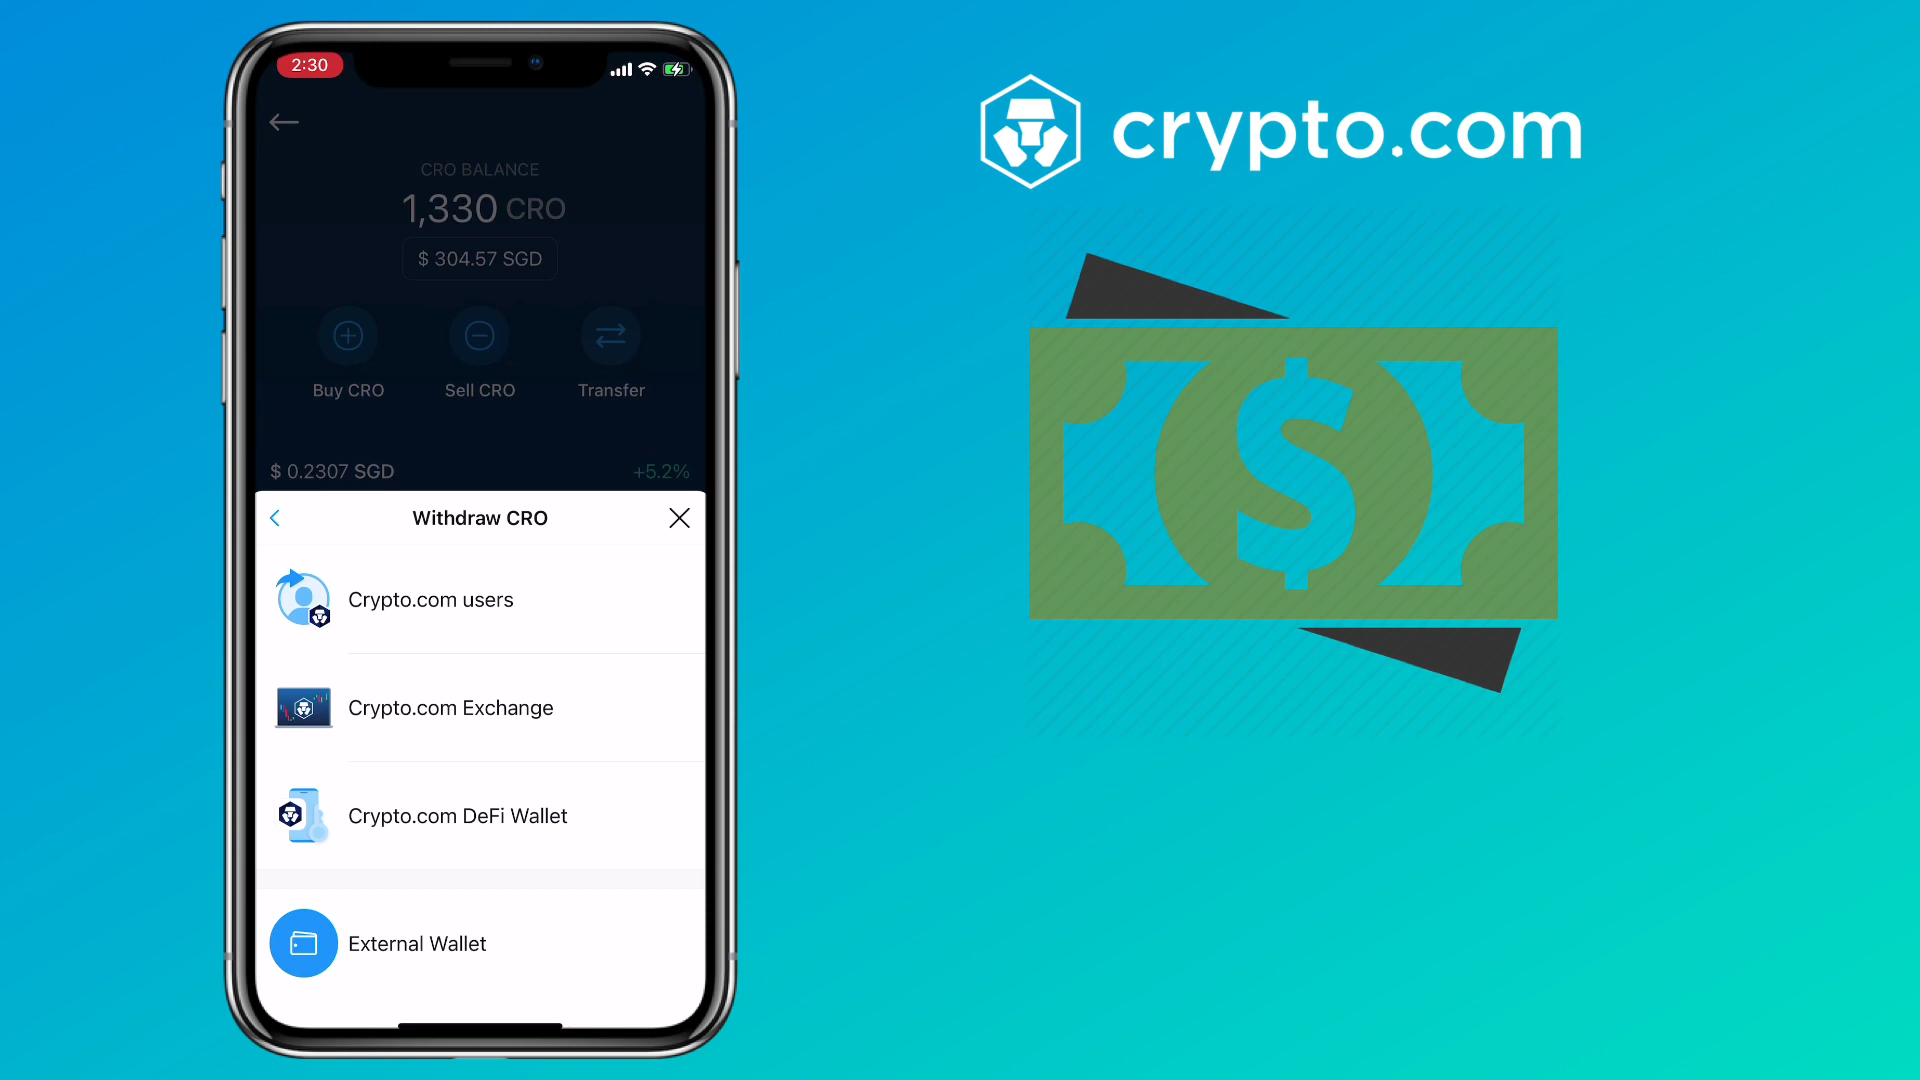 2:30
CRO BALANCE
1,330 CRO
$ 304.57 SGD
Buy CRO
Sell CRO
Transfer
$ 0.2307 SGD
+5.2%
Withdraw CRO
Crypto.com users
Crypto.com Exchange
Crypto.com DeFi Wallet
External Wallet
crypto.com
$